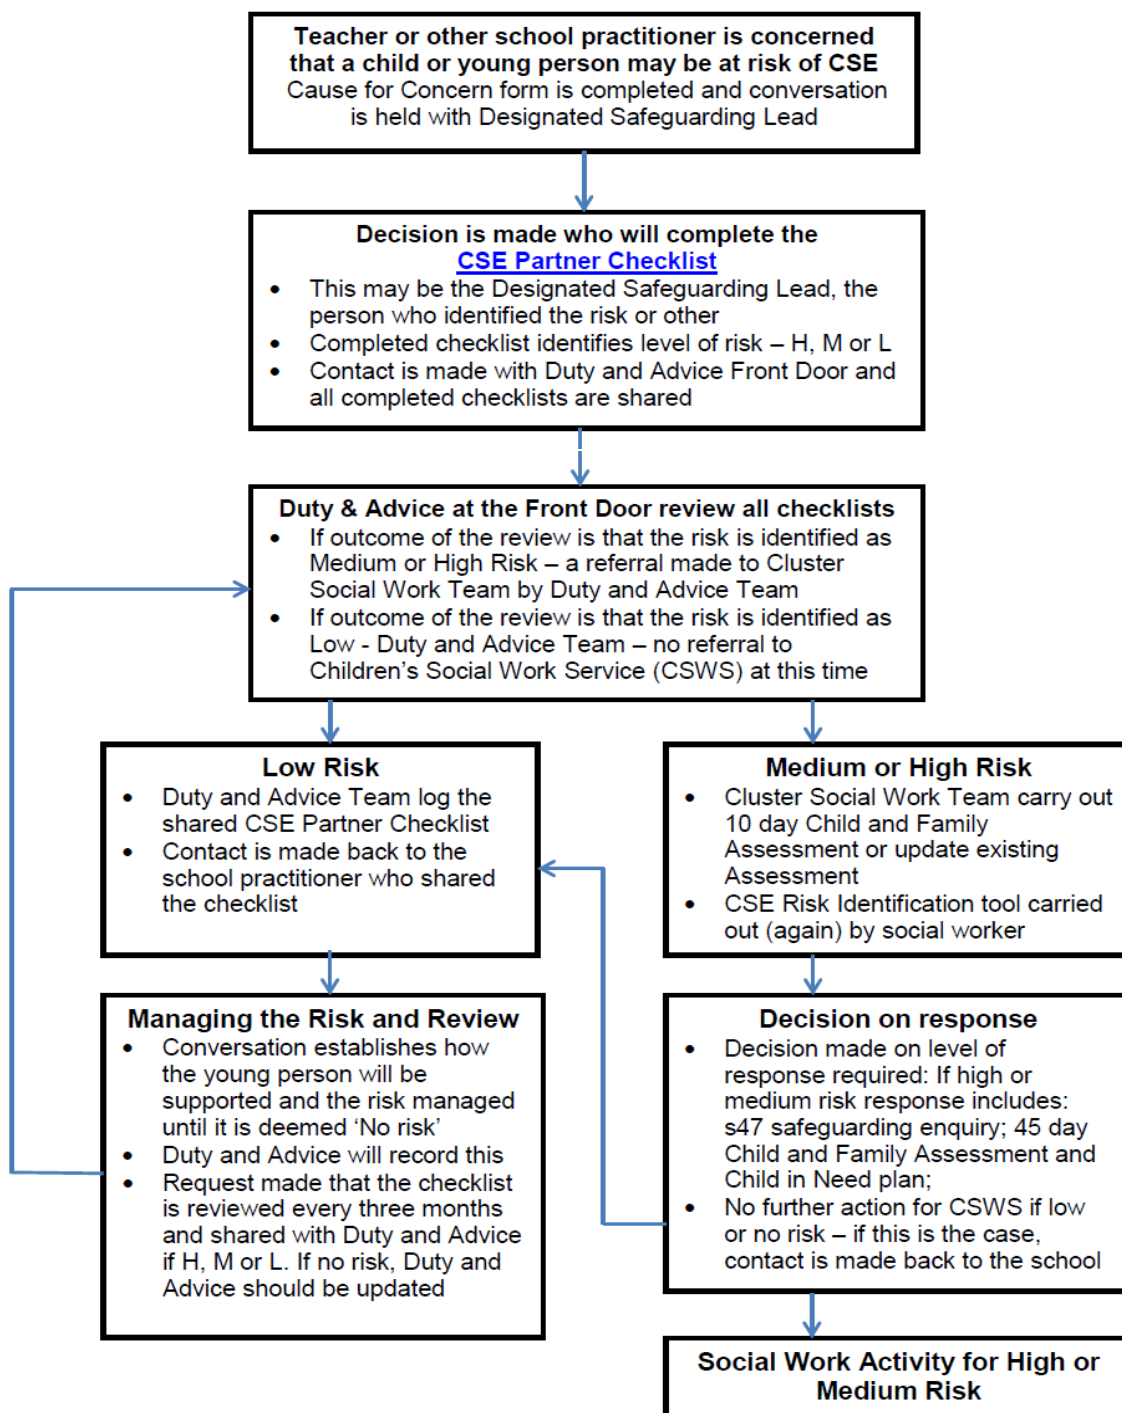 Teacher or other school practitioner is concerned
that a child or young person may be at risk of CSE
Cause for Concern form is completed and conversation
is held with Designated Safeguarding Lead
Decision is made who will complete the
CSE Partner Checklist
• This may be the Designated Safeguarding Lead, the
person who identified the risk or other
• Completed checklist identifies level of risk – H, M or L
• Contact is made with Duty and Advice Front Door and
all completed checklists are shared
Duty & Advice at the Front Door review all checklists
• If outcome of the review is that the risk is identified as
Medium or High Risk – a referral made to Cluster
Social Work Team by Duty and Advice Team
• If outcome of the review is that the risk is identified as
Low - Duty and Advice Team – no referral to
Children's Social Work Service (CSWS) at this time
Low Risk
• Duty and Advice Team log the
shared CSE Partner Checklist
• Contact is made back to the
school practitioner who shared
the checklist
Medium or High Risk
• Cluster Social Work Team carry out
10 day Child and Family
Assessment or update existing
Assessment
• CSE Risk Identification tool carried
out (again) by social worker
Managing the Risk and Review
• Conversation establishes how
the young person will be
supported and the risk managed
until it is deemed 'No risk'
• Duty and Advice will record this
• Request made that the checklist
is reviewed every three months
and shared with Duty and Advice
if H, M or L. If no risk, Duty and
Advice should be updated
Decision on response
• Decision made on level of
response required: If high or
medium risk response includes:
s47 safeguarding enquiry; 45 day
Child and Family Assessment and
Child in Need plan;
• No further action for CSWS if low
or no risk – if this is the case,
contact is made back to the school
Social Work Activity for High or
Medium Risk